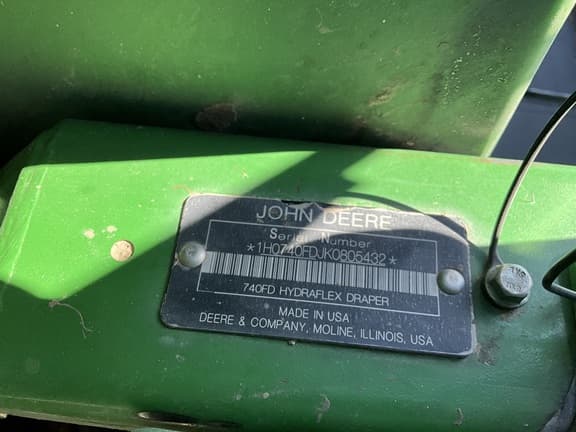 JOHN DEERE
Serial Number
*1H0740FDJK0805432*
740FD HYDRAFLEX DRAPER
MADE IN USA
DEERE & COMPANY, MOLINE, ILLINOIS, USA